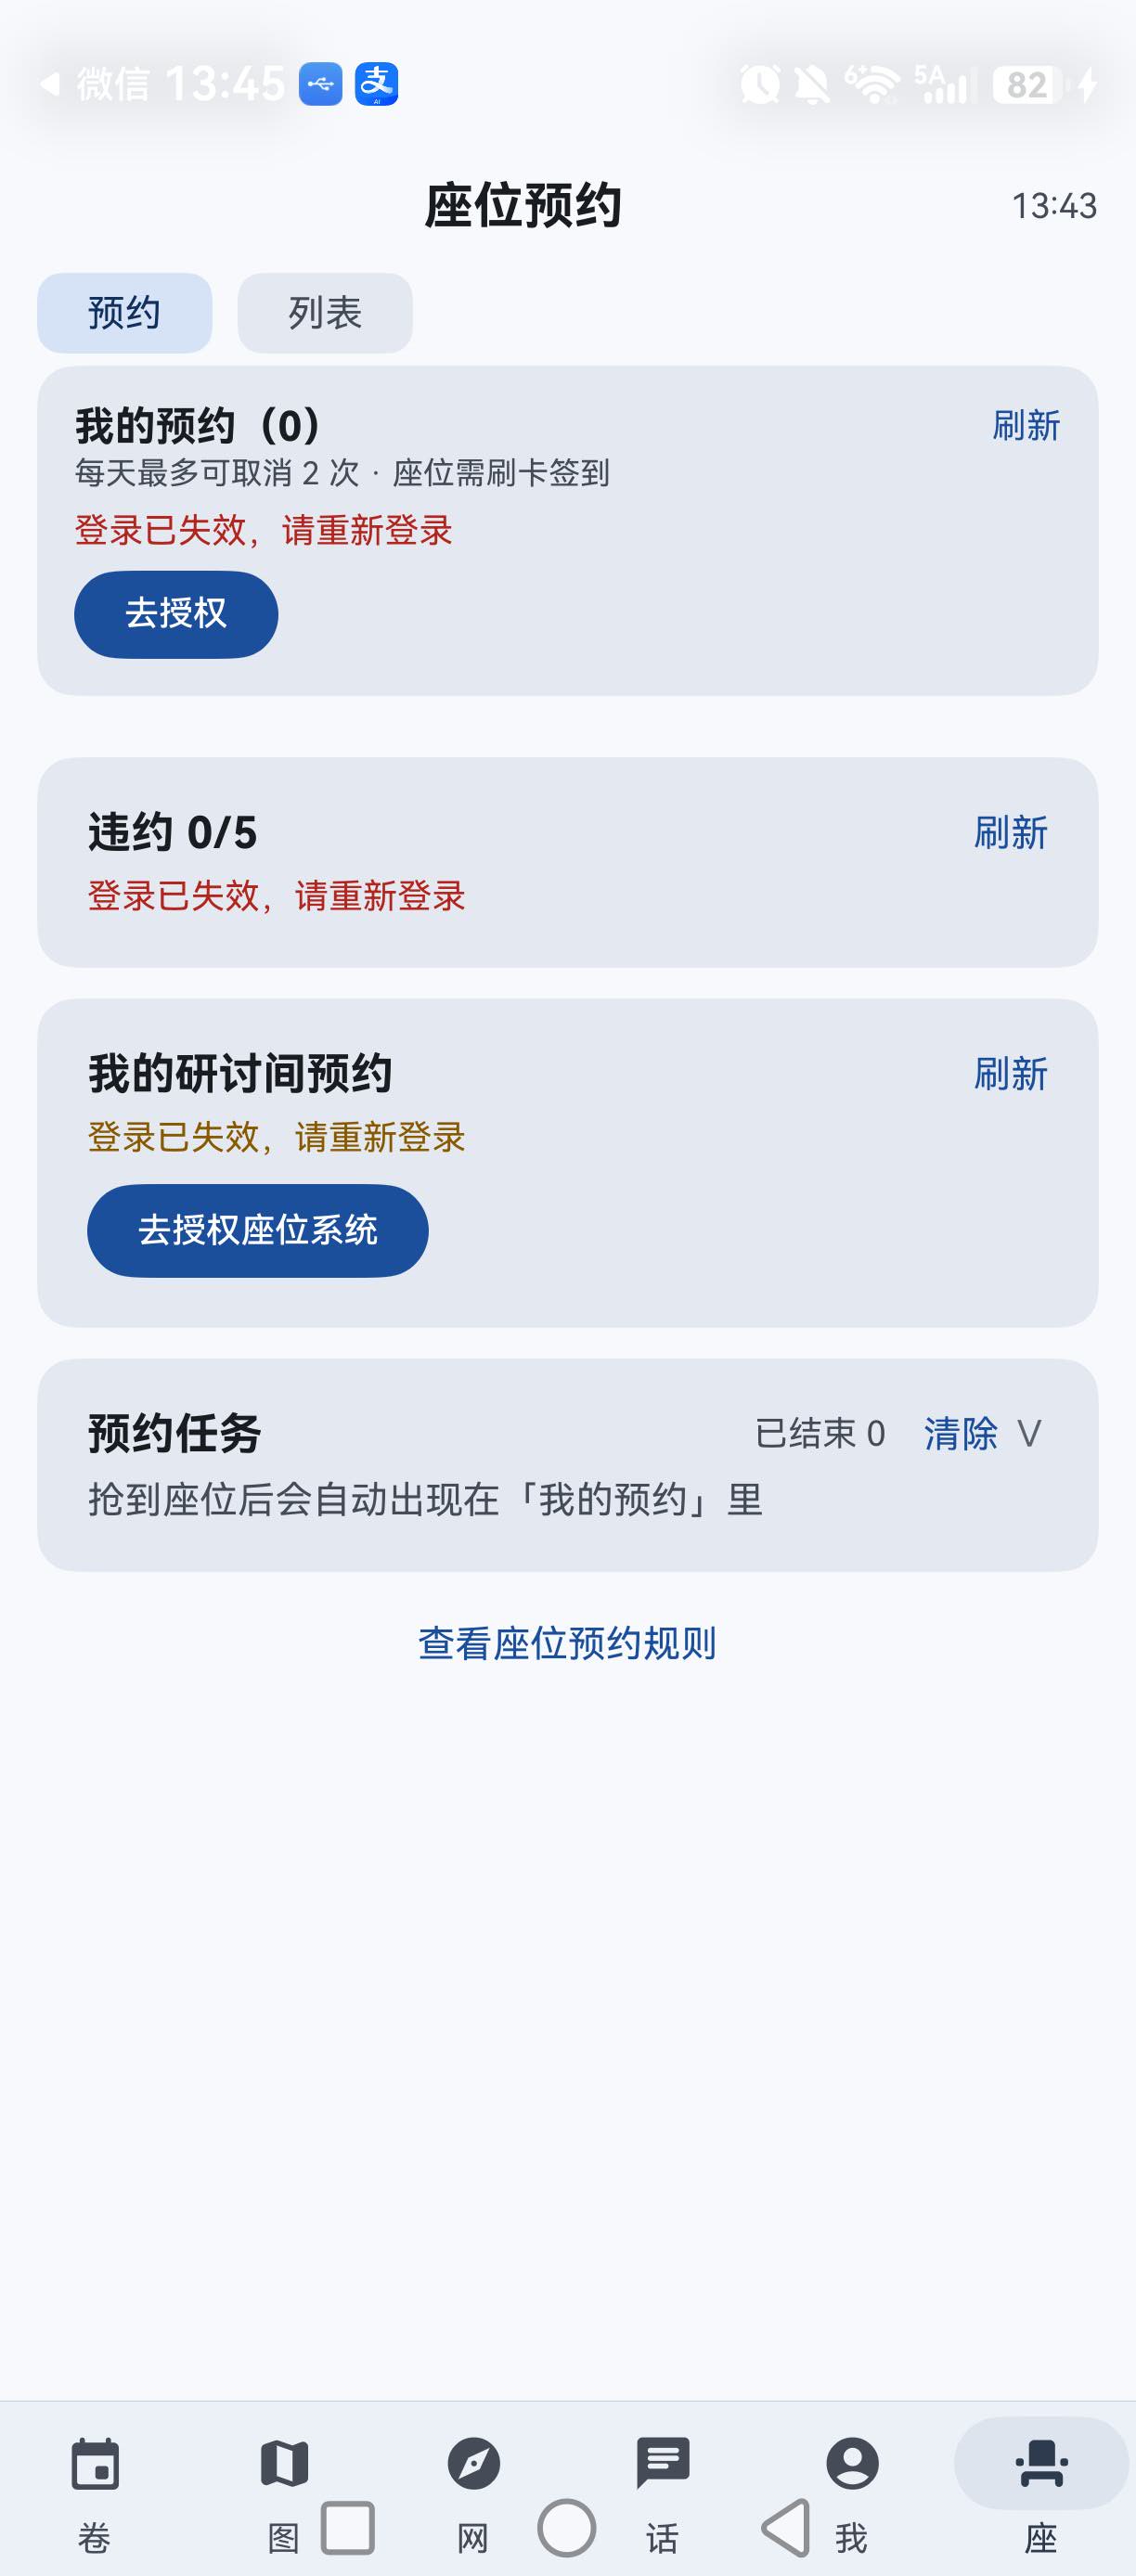 微信 13:45 支 AI 6+ 5A 82
座位预约 13:43
预约 列表
我的预约（0） 刷新
每天最多可取消 2 次 · 座位需刷卡签到
登录已失效，请重新登录
去授权
违约 0/5 刷新
登录已失效，请重新登录
我的研讨间预约 刷新
登录已失效，请重新登录
去授权座位系统
预约任务 已结束 0 清除 V
抢到座位后会自动出现在「我的预约」里
查看座位预约规则
卷 图 网 话 我 座